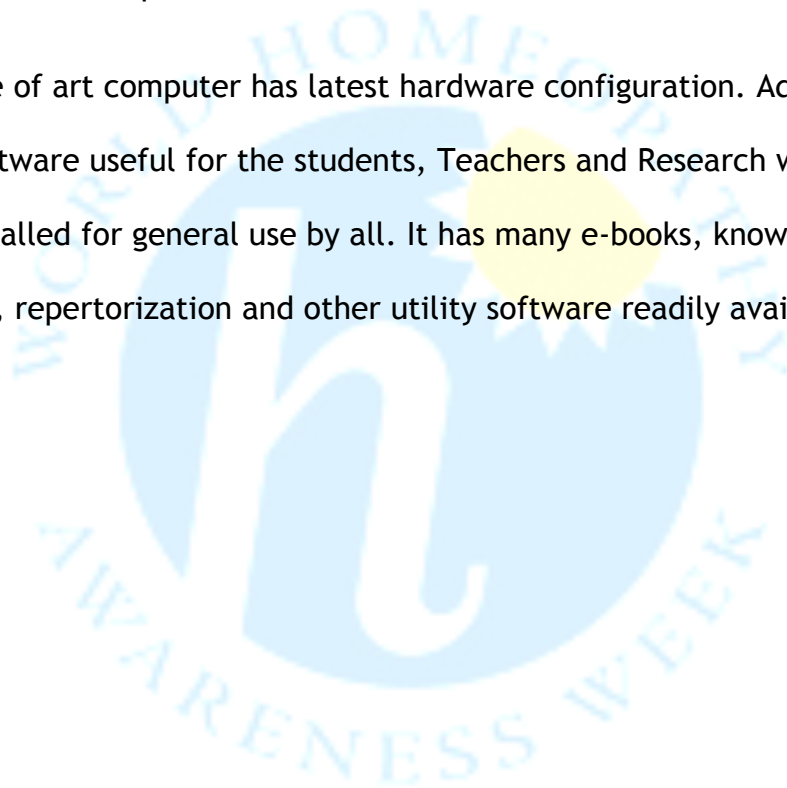 WORLD HOMEOPATHY
e of art computer has latest hardware configuration. Ac
tware useful for the students, Teachers and Research w
alled for general use by all. It has many e-books, know
, repertorization and other utility software readily avai
h
AWARENESS WEEK